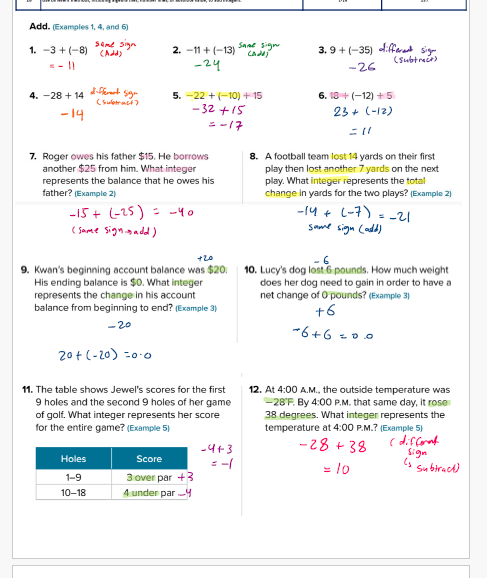 Add. (Examples 1, 4, and 6)
1. −3 + (−8) same sign (Add)
= - 11
2. −11 + (−13) same sign (Add)
-24
3. 9 + (−35) different sign (subtract)
-26
4. −28 + 14 different sign (subtract)
-14
5. −22 + (−10) + 15
-32 + 15
= -17
6. 18 + (−12) + 5
23 + (-12)
= 11
7. Roger owes his father $15. He borrows
another $25 from him. What integer
represents the balance that he owes his
father? (Example 2)
-15 + (-25) = -40
(same sign → add)
8. A football team lost 14 yards on their first
play then lost another 7 yards on the next
play. What integer represents the total
change in yards for the two plays? (Example 2)
-14 + (-7) = -21
same sign (add)
+20
9. Kwan's beginning account balance was $20.
His ending balance is $0. What integer
represents the change in his account
balance from beginning to end? (Example 3)
-20
20 + (-20) = 0.0
-6
10. Lucy's dog lost 6 pounds. How much weight
does her dog need to gain in order to have a
net change of 0 pounds? (Example 3)
+6
-6 + 6 = 0.0
11. The table shows Jewel's scores for the first
9 holes and the second 9 holes of her game
of golf. What integer represents her score
for the entire game? (Example 5)
Holes Score
1–9 3 over par +3
10–18 4 under par -4
-4+3
= -1
12. At 4:00 A.M., the outside temperature was
−28°F. By 4:00 P.M. that same day, it rose
38 degrees. What integer represents the
temperature at 4:00 P.M.? (Example 5)
-28 + 38
= 10
(different
sign
↳ subtract)